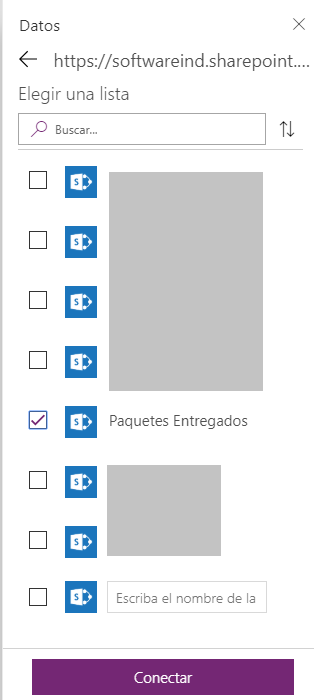 Datos
https://softwareind.sharepoint....
Elegir una lista
Buscar...
Paquetes Entregados
Escriba el nombre de la
Conectar